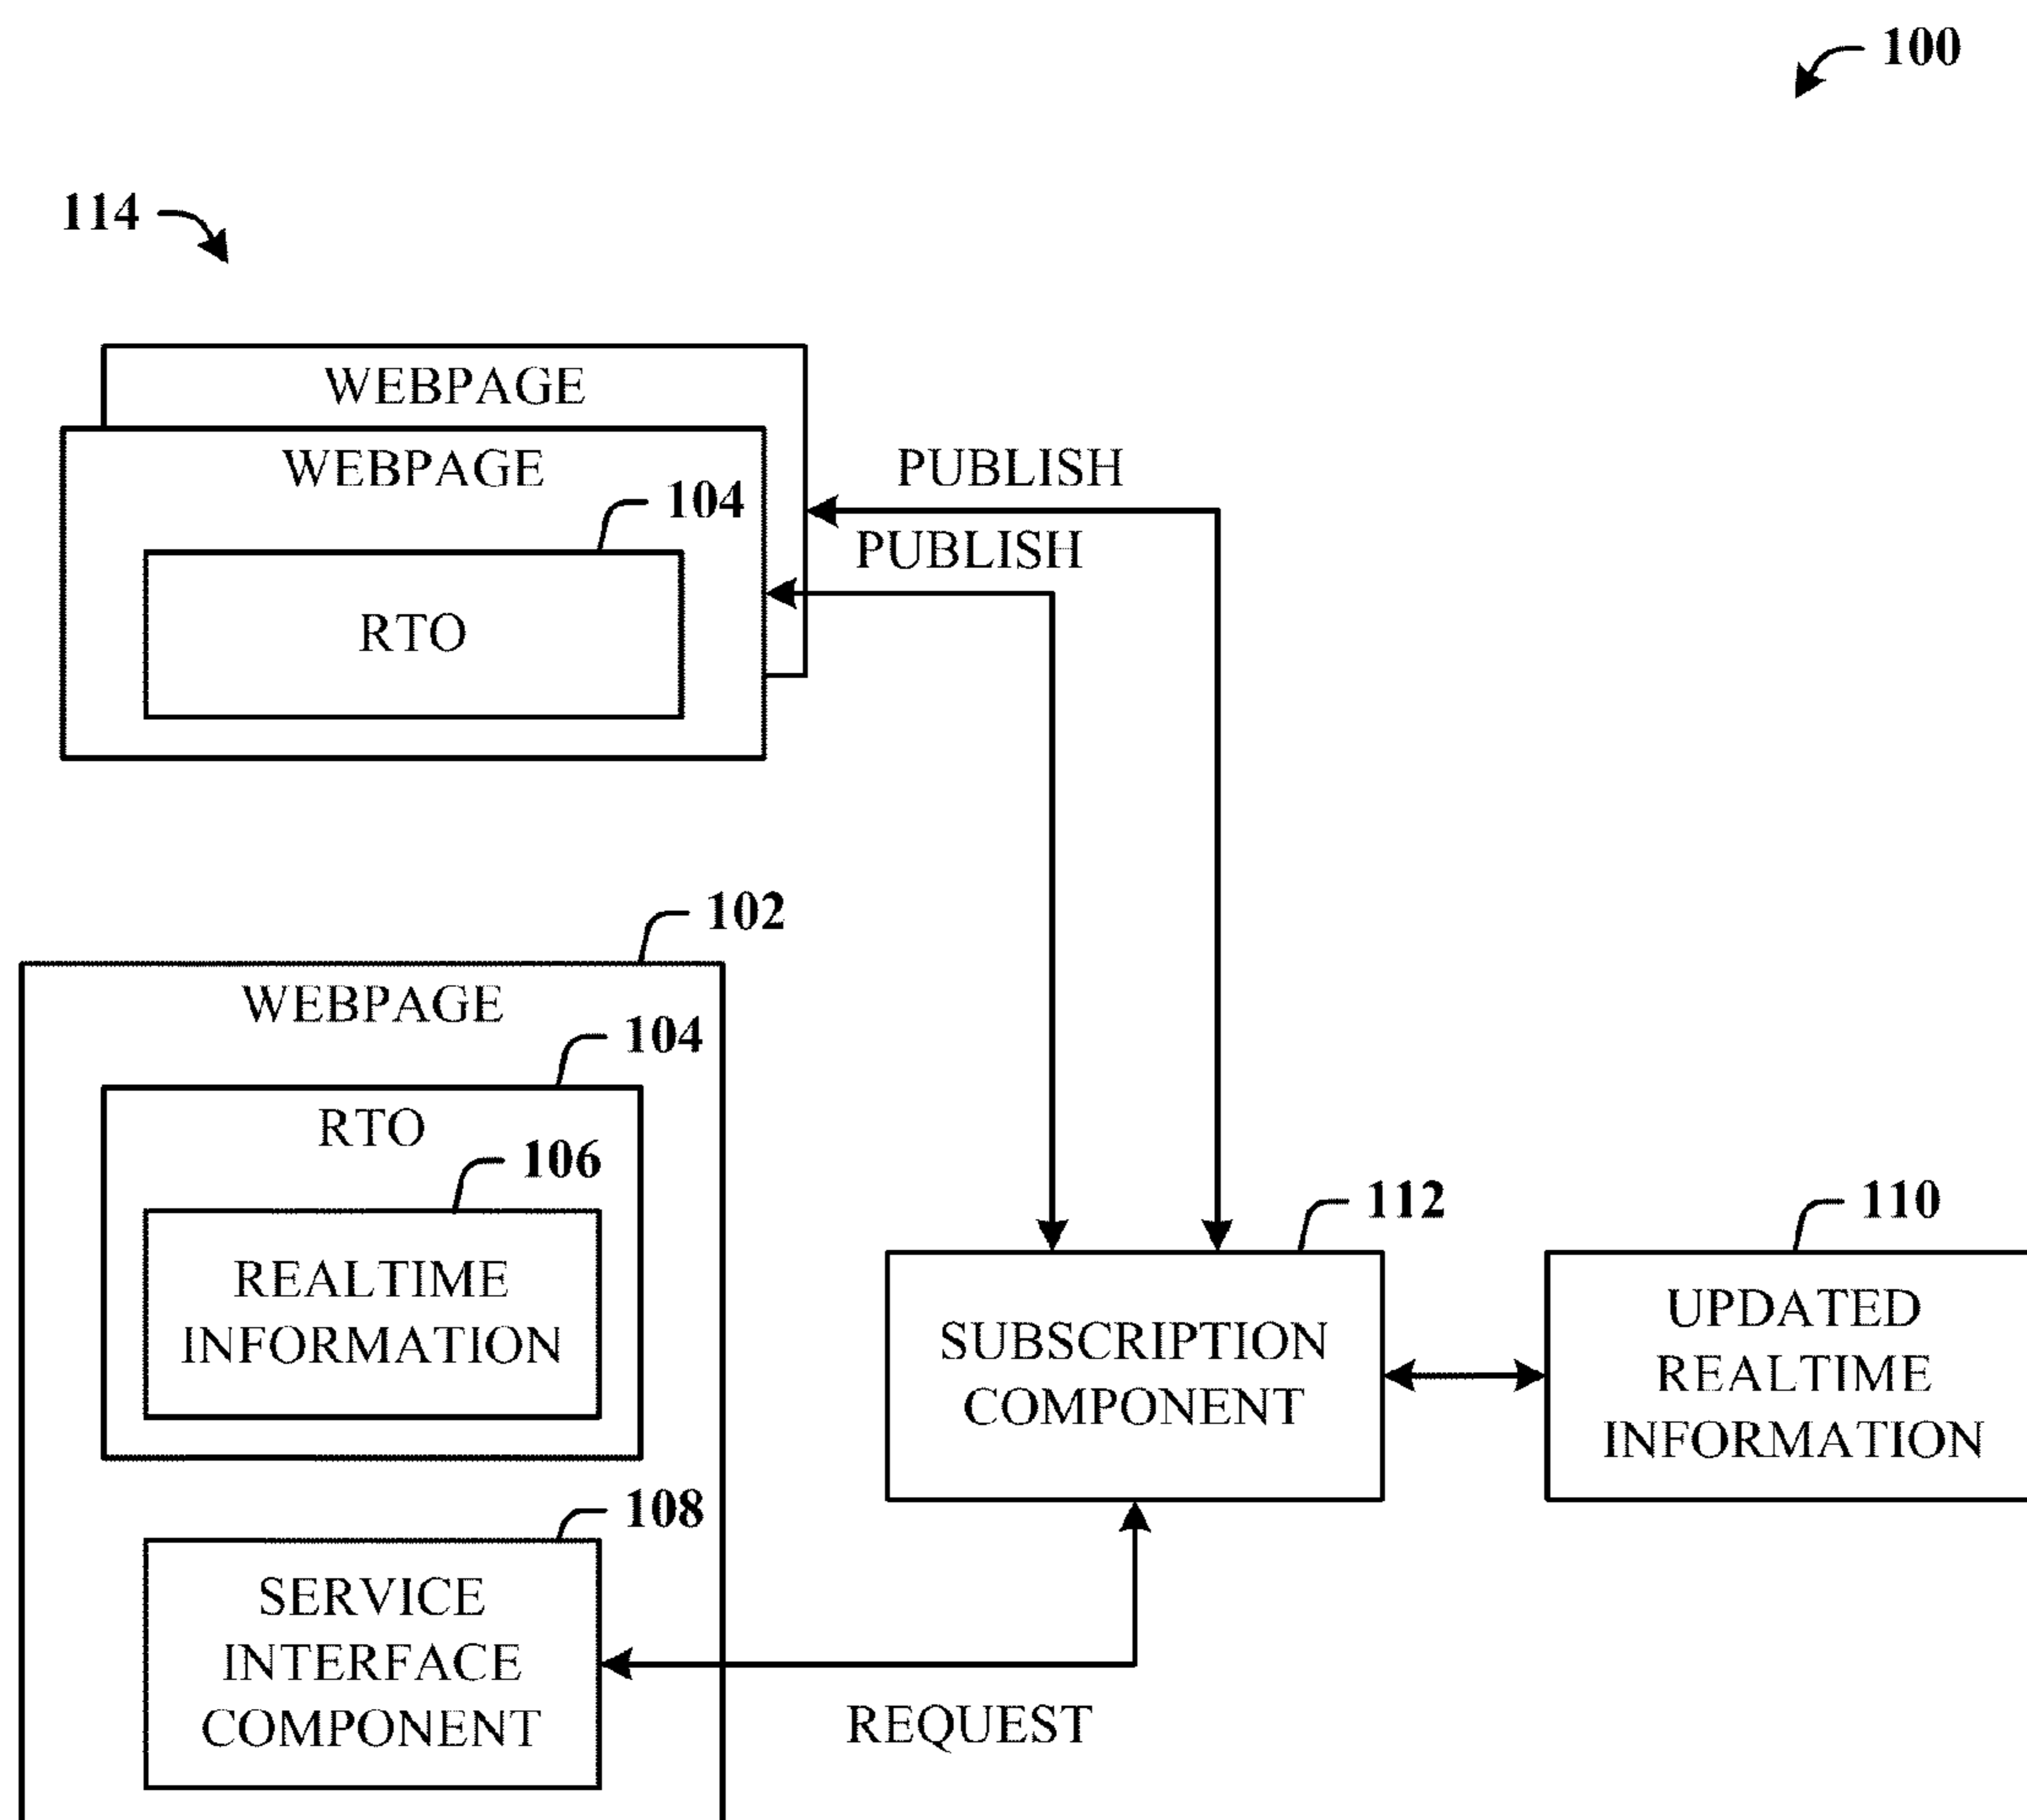 100
114
WEBPAGE
WEBPAGE
104
RTO
PUBLISH
PUBLISH
102
WEBPAGE
104
RTO
106
REALTIME
INFORMATION
108
SERVICE
INTERFACE
COMPONENT
REQUEST
112
SUBSCRIPTION
COMPONENT
110
UPDATED
REALTIME
INFORMATION